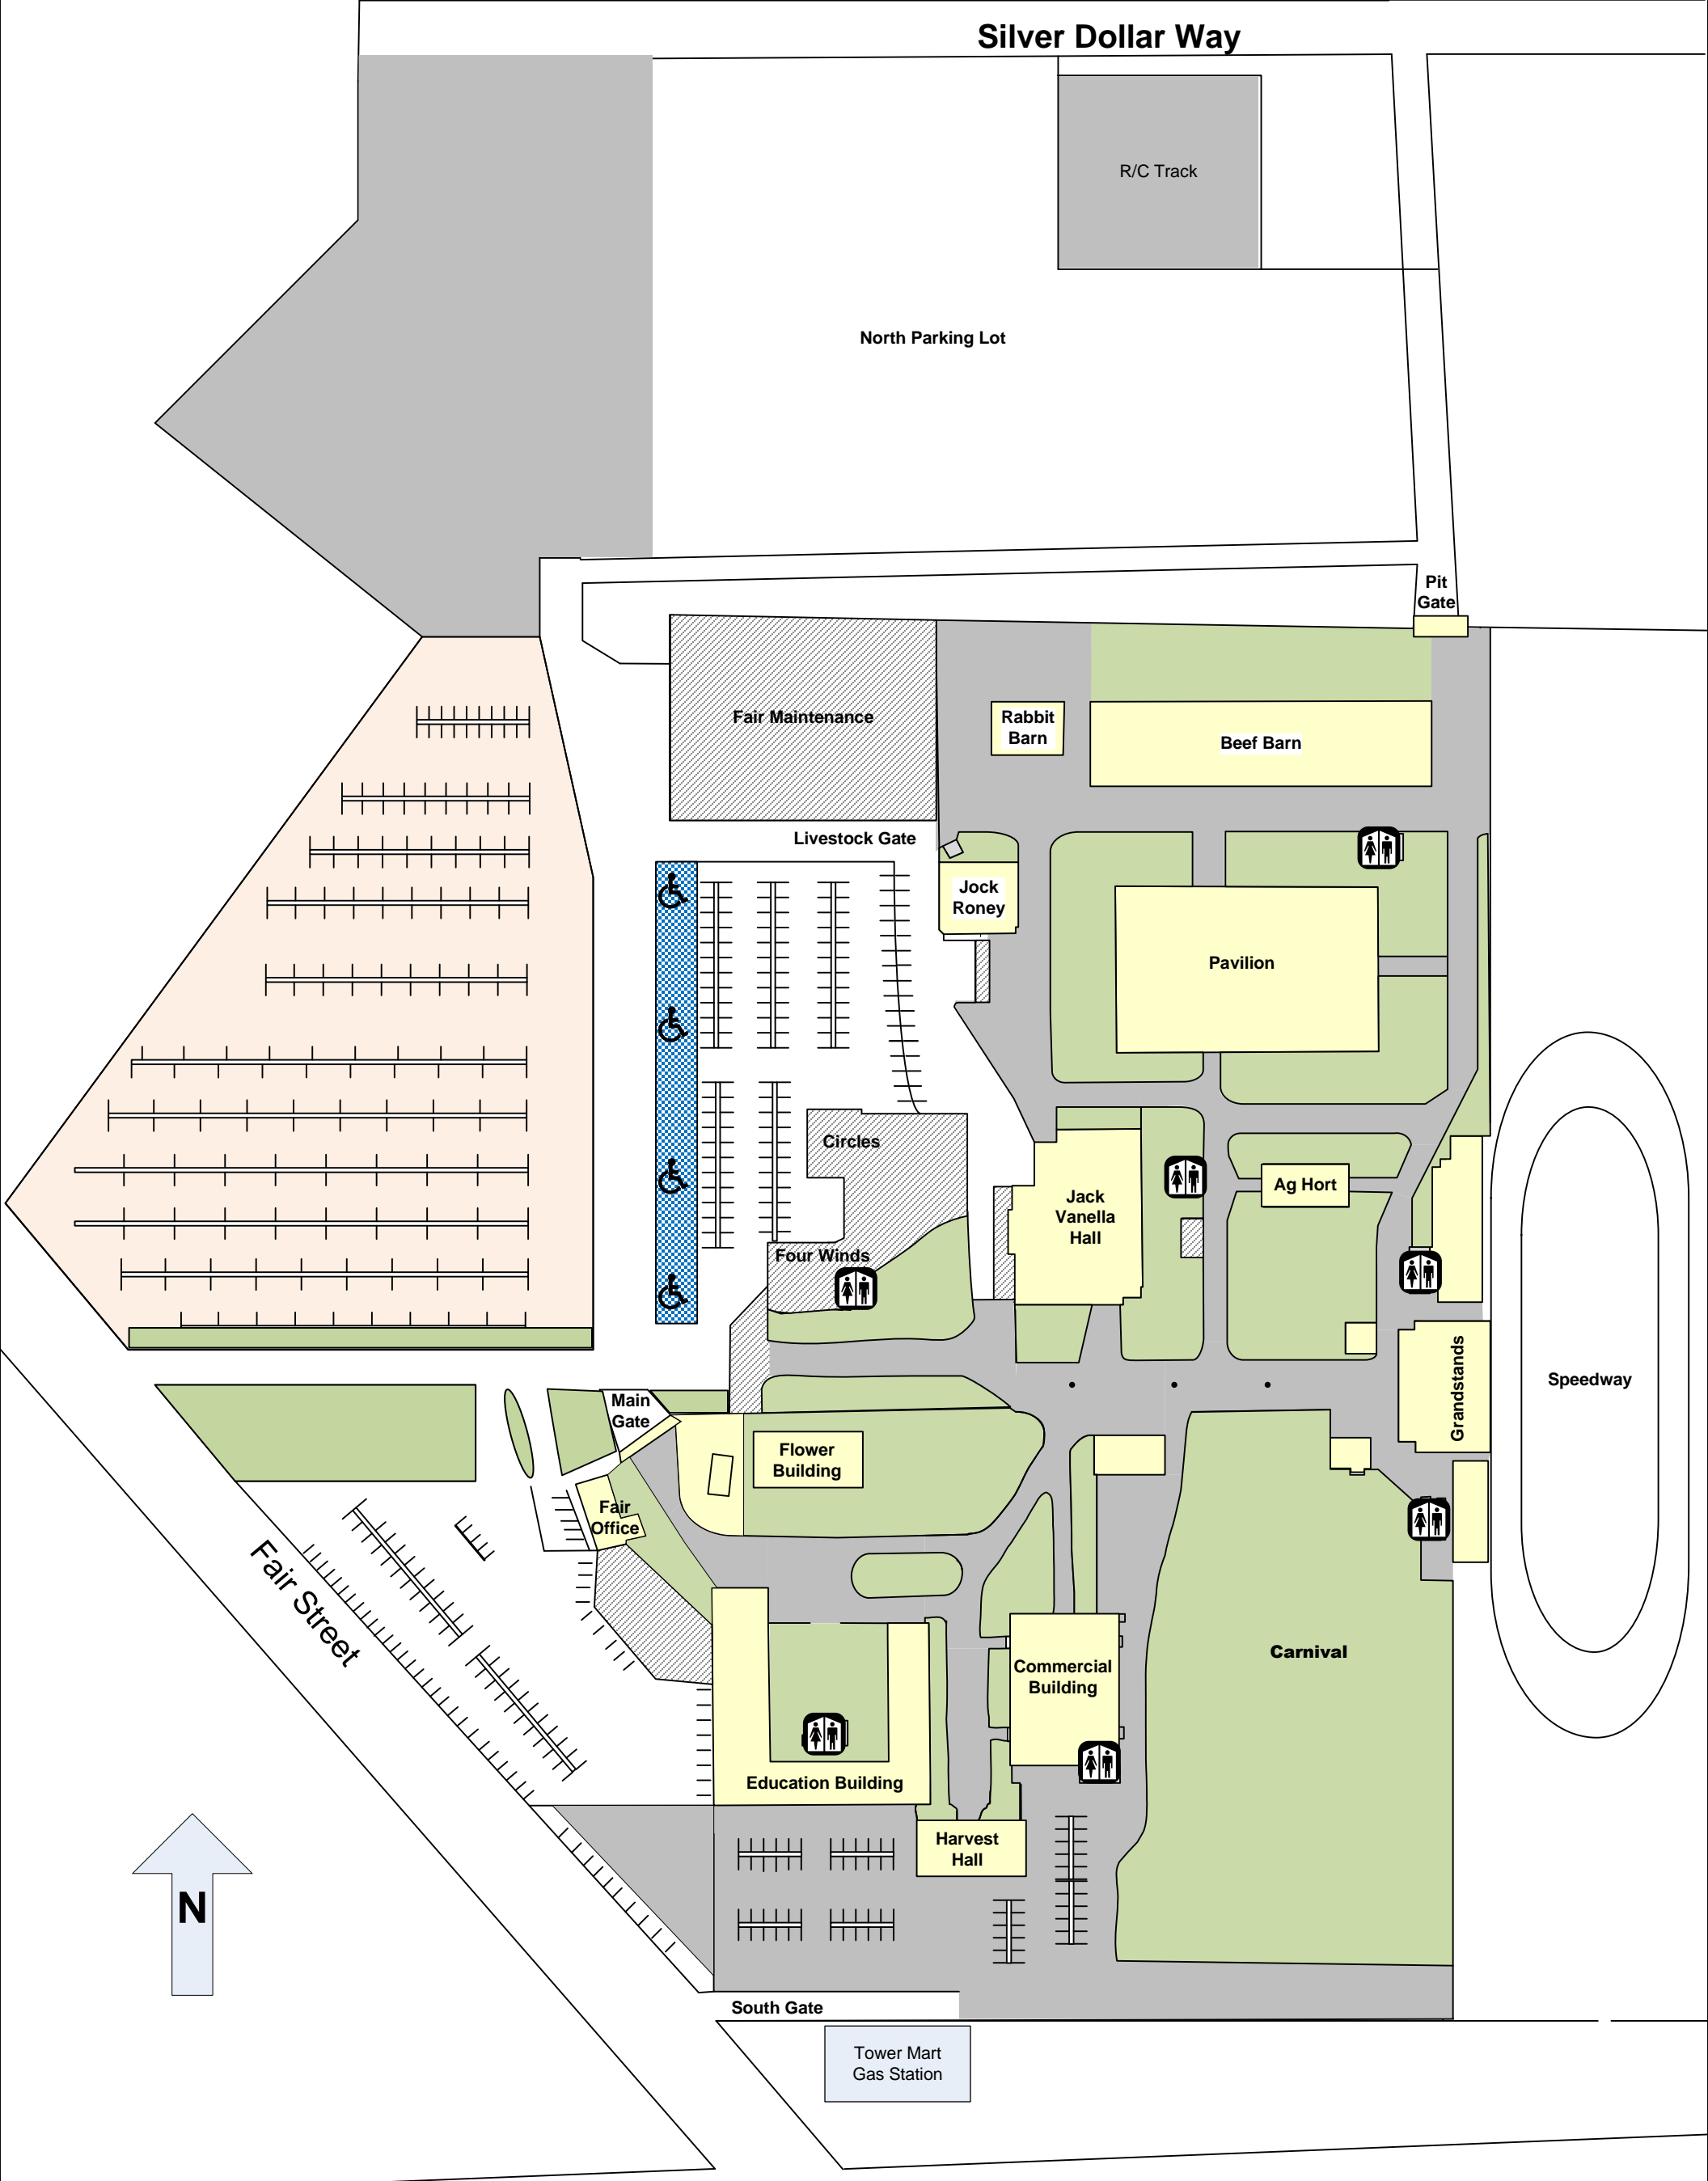 Silver Dollar Way
R/C Track
North Parking Lot
Pit
Gate
Fair Maintenance
Rabbit
Barn
Beef Barn
Livestock Gate
Jock
Roney
Pavilion
Circles
Jack
Vanella
Hall
Ag Hort
Four Winds
Grandstands
Speedway
Main
Gate
Flower
Building
Fair
Office
Fair Street
Carnival
Commercial
Building
Education Building
Harvest
Hall
N
South Gate
Tower Mart
Gas Station